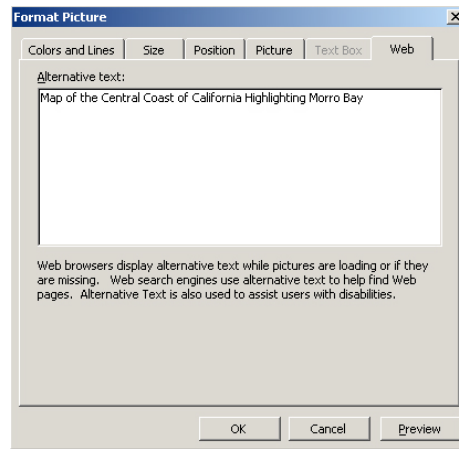 Format Picture
Colors and Lines Size Position Picture Text Box Web
Alternative text:
Map of the Central Coast of California Highlighting Morro Bay
Web browsers display alternative text while pictures are loading or if they
are missing. Web search engines use alternative text to help find Web
pages. Alternative Text is also used to assist users with disabilities.
OK Cancel Preview